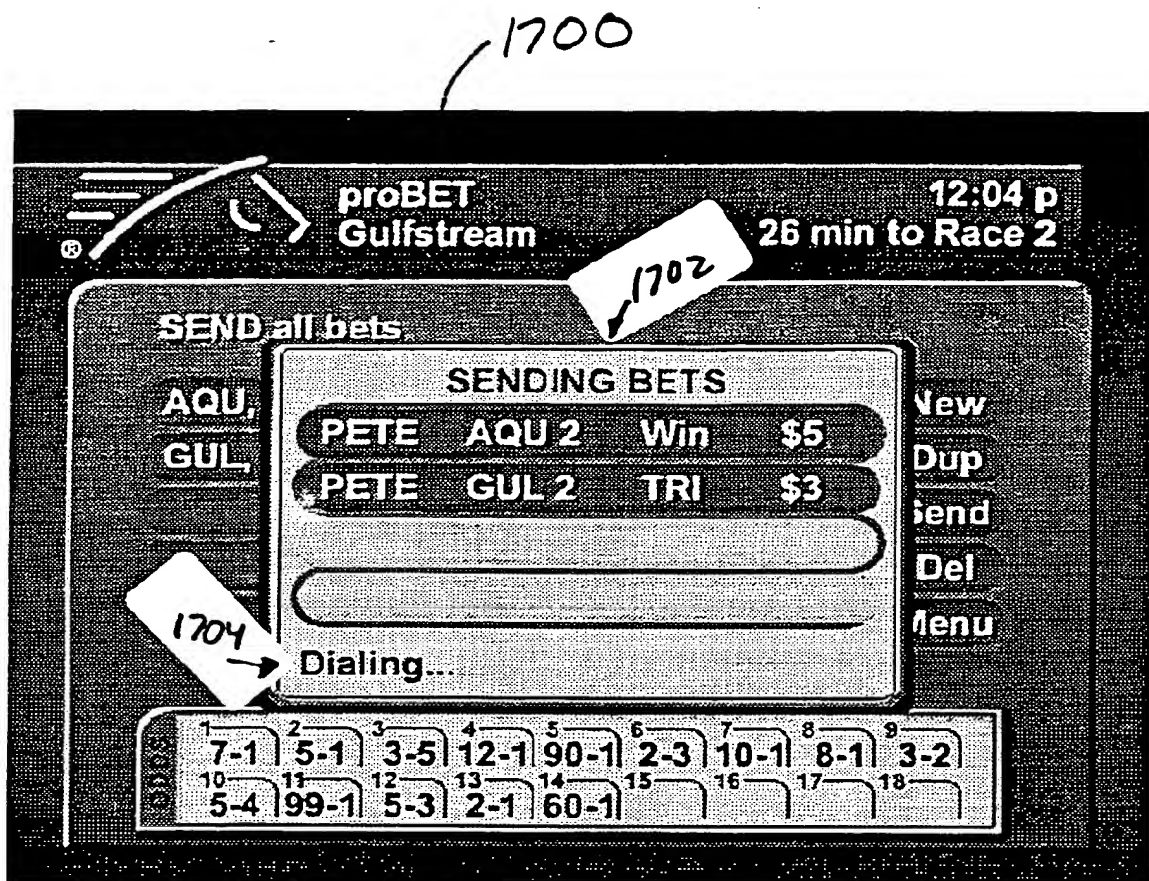 1700
proBET
12:04 p
Gulfstream
26 min to Race 2
®
1702
SEND all bets
SENDING BETS
AQU,
New
PETE AQU 2 Win $5
GUL,
Dup
PETE GUL 2 TRI $3
Send
Del
Menu
1704
Dialing...
ODDS
1 2 3 4 5 6 7 8 9
7-1 5-1 3-5 12-1 90-1 2-3 10-1 8-1 3-2
10 11 12 13 14 15 16 17 18
5-4 99-1 5-3 2-1 60-1